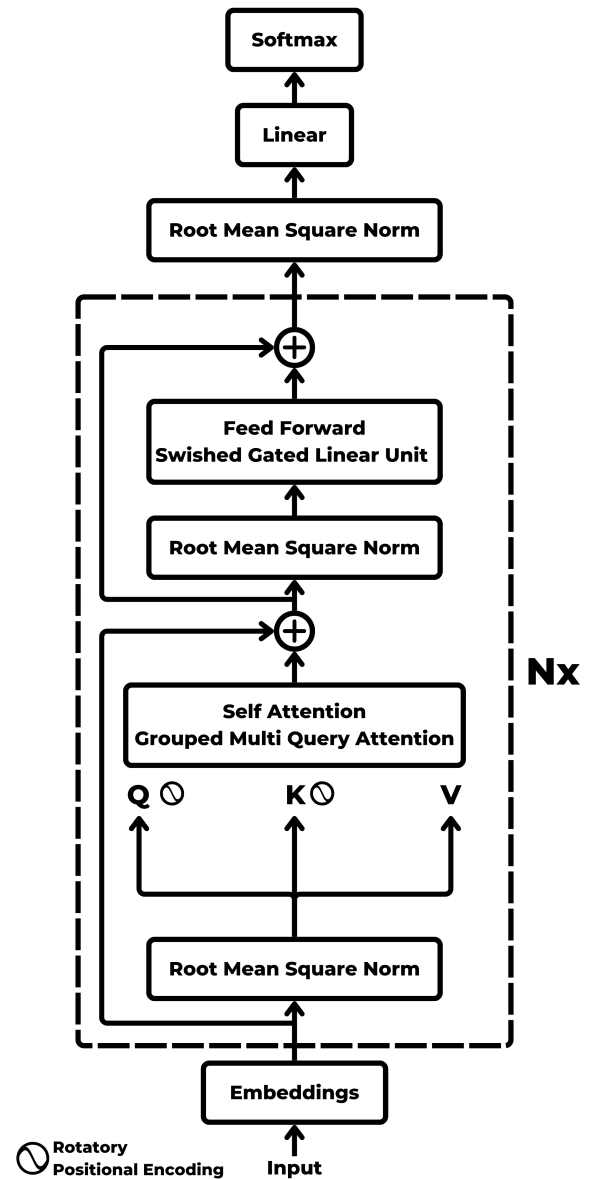 Softmax
Linear
Root Mean Square Norm
Feed Forward
Swished Gated Linear Unit
Root Mean Square Norm
Nx
Self Attention
Grouped Multi Query Attention
Q K V
Root Mean Square Norm
Embeddings
Rotatory
Positional Encoding
Input